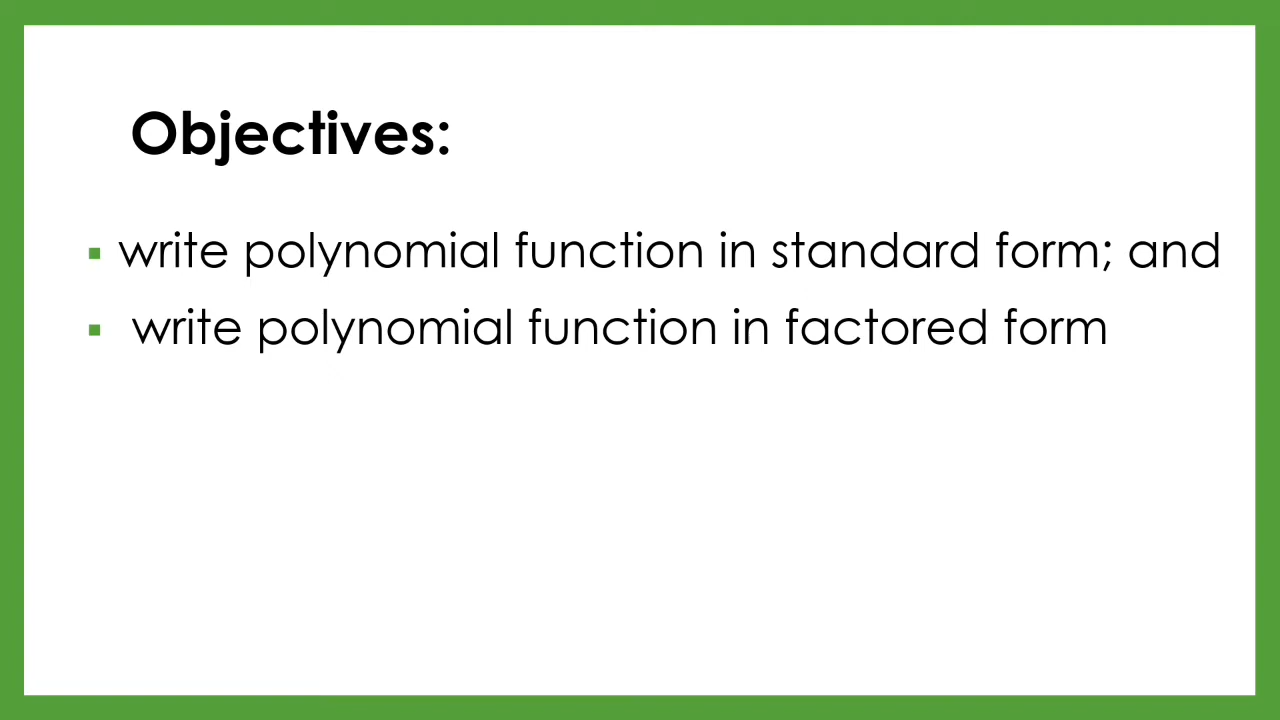 Objectives:
▪ write polynomial function in standard form; and
▪ write polynomial function in factored form